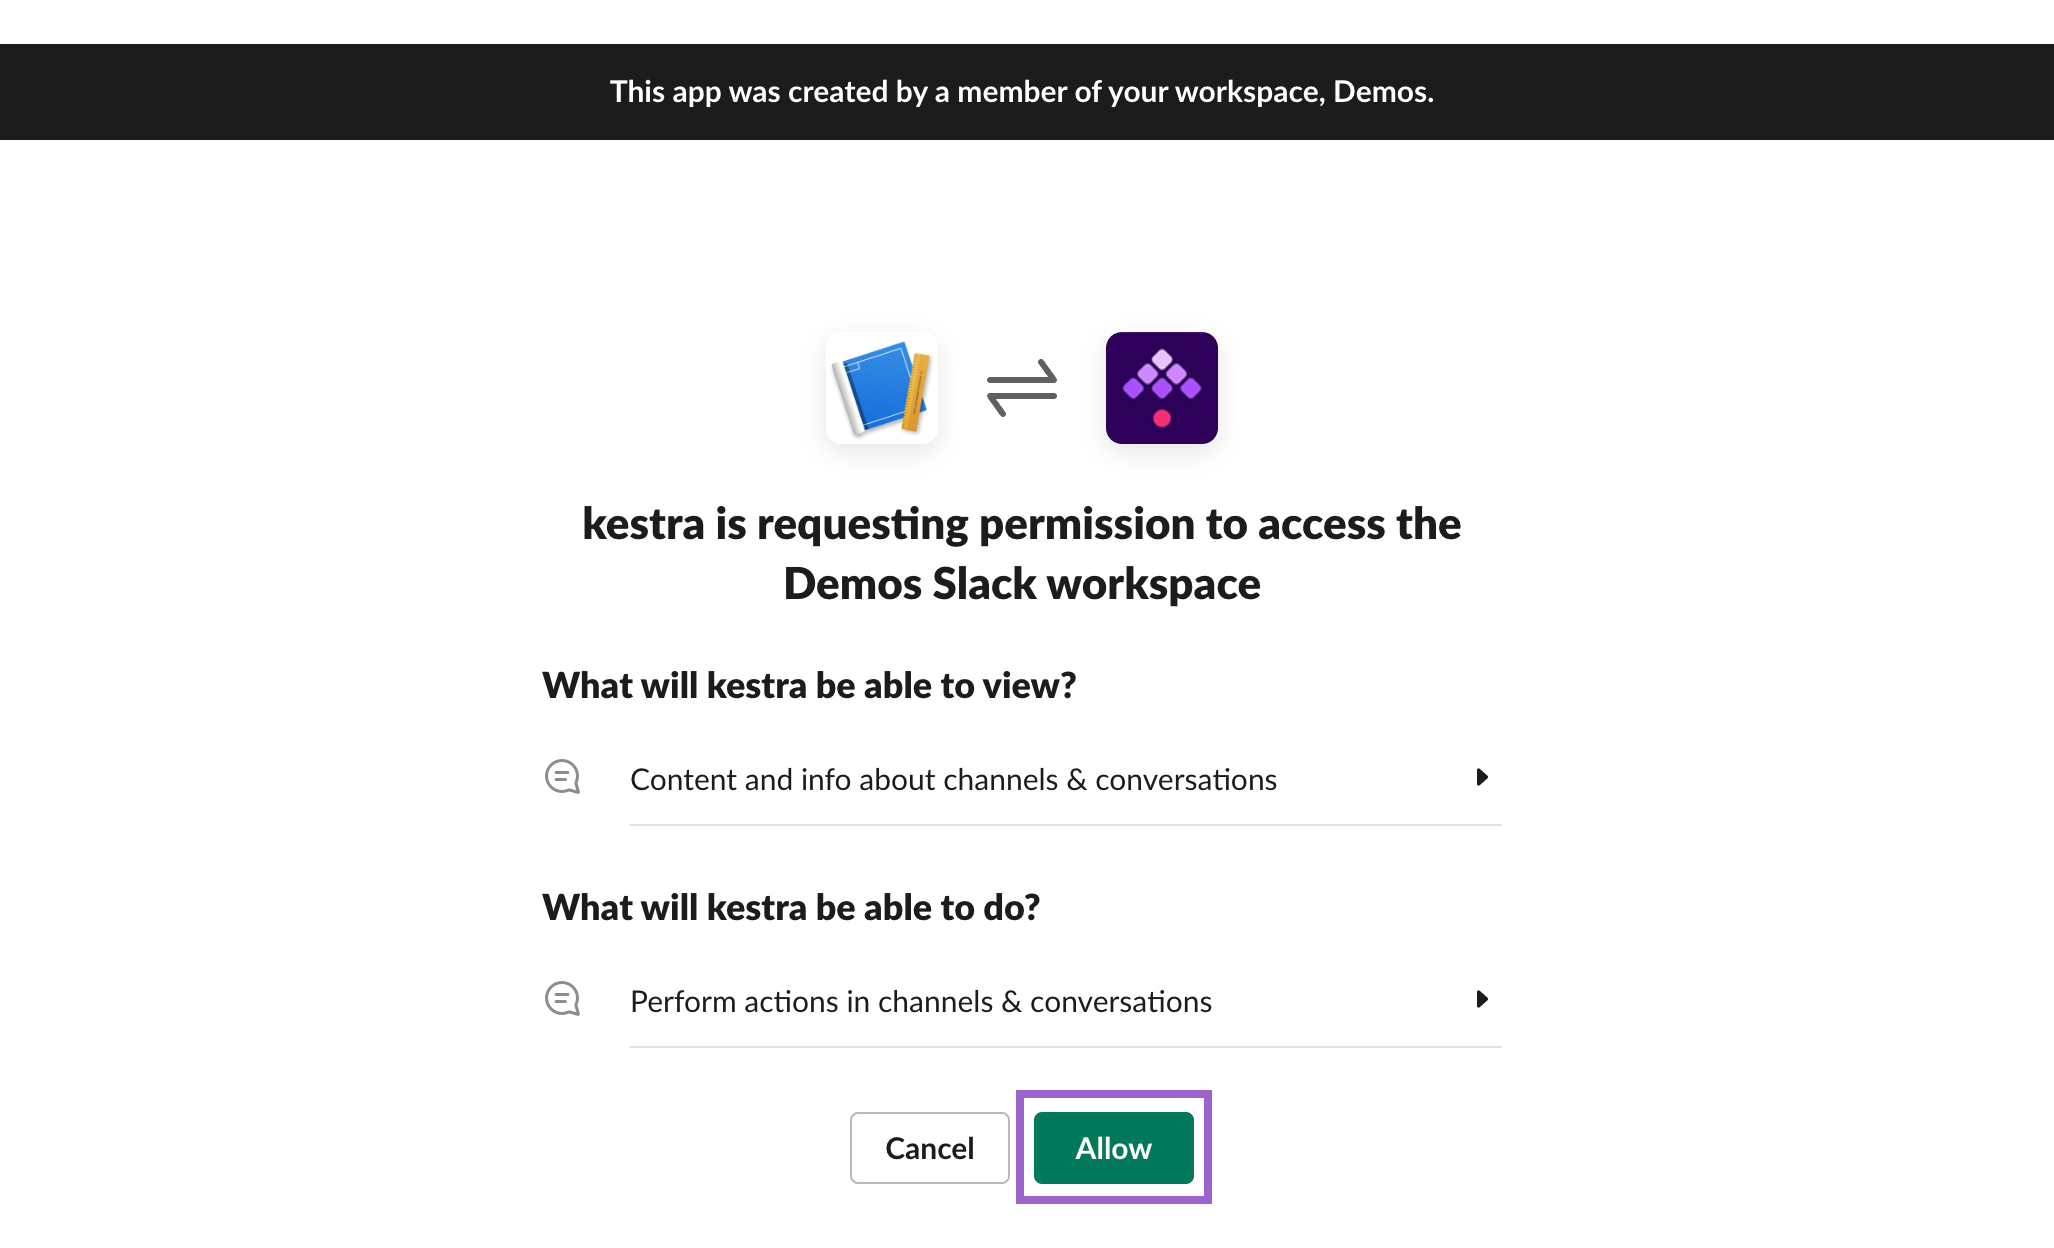 This app was created by a member of your workspace, Demos.
kestra is requesting permission to access the
Demos Slack workspace
What will kestra be able to view?
Content and info about channels & conversations
What will kestra be able to do?
Perform actions in channels & conversations
Cancel
Allow